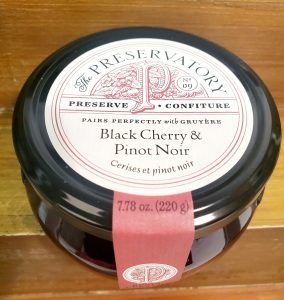 The
PRESERVATORY
P
Nº
09
PRESERVE • CONFITURE
PAIRS PERFECTLY with GRUYÈRE
Black Cherry &
Pinot Noir
Cerises et pinot noir
7.78 oz. (220 g)
P